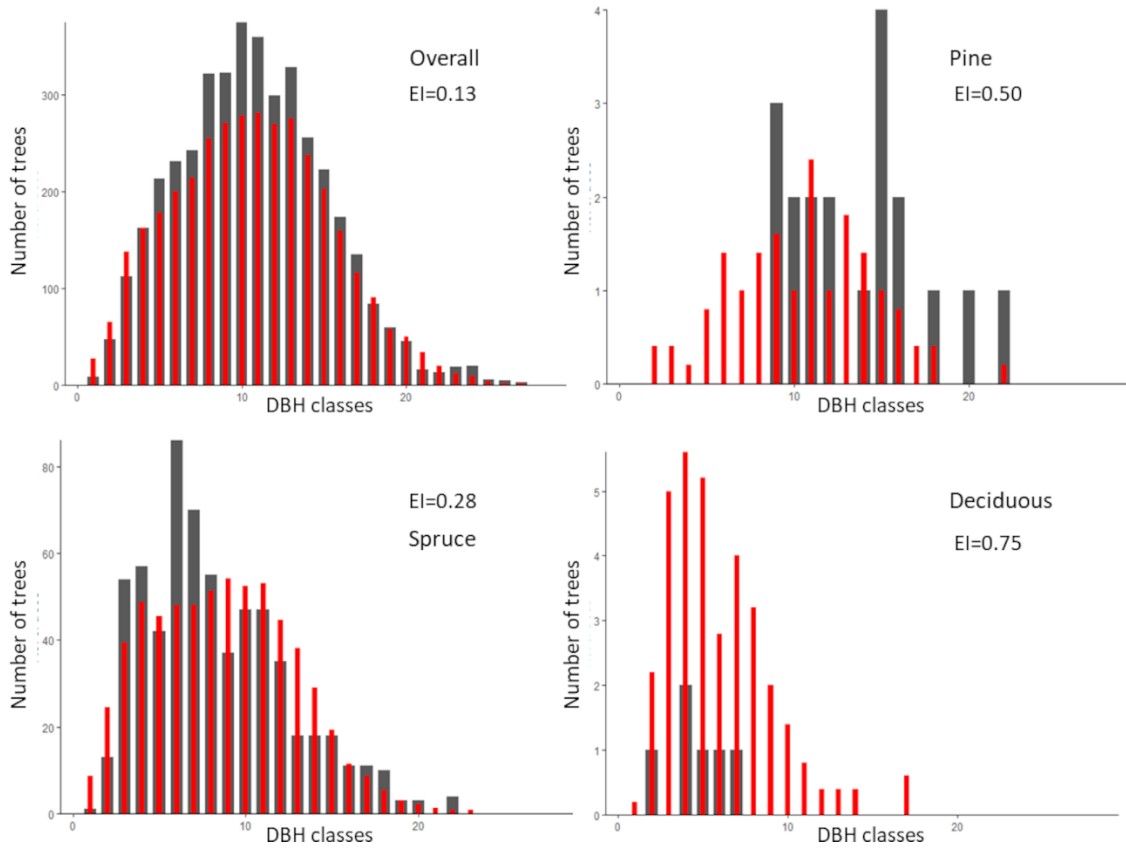 Overall
EI=0.13
Number of trees
300
200
100
0
0
10
20
DBH classes
Pine
EI=0.50
Number of trees
4
3
2
1
0
0
10
20
DBH classes
EI=0.28
Spruce
Number of trees
80
60
40
20
0
0
10
20
DBH classes
Deciduous
EI=0.75
Number of trees
5
4
3
2
1
0
0
10
20
DBH classes